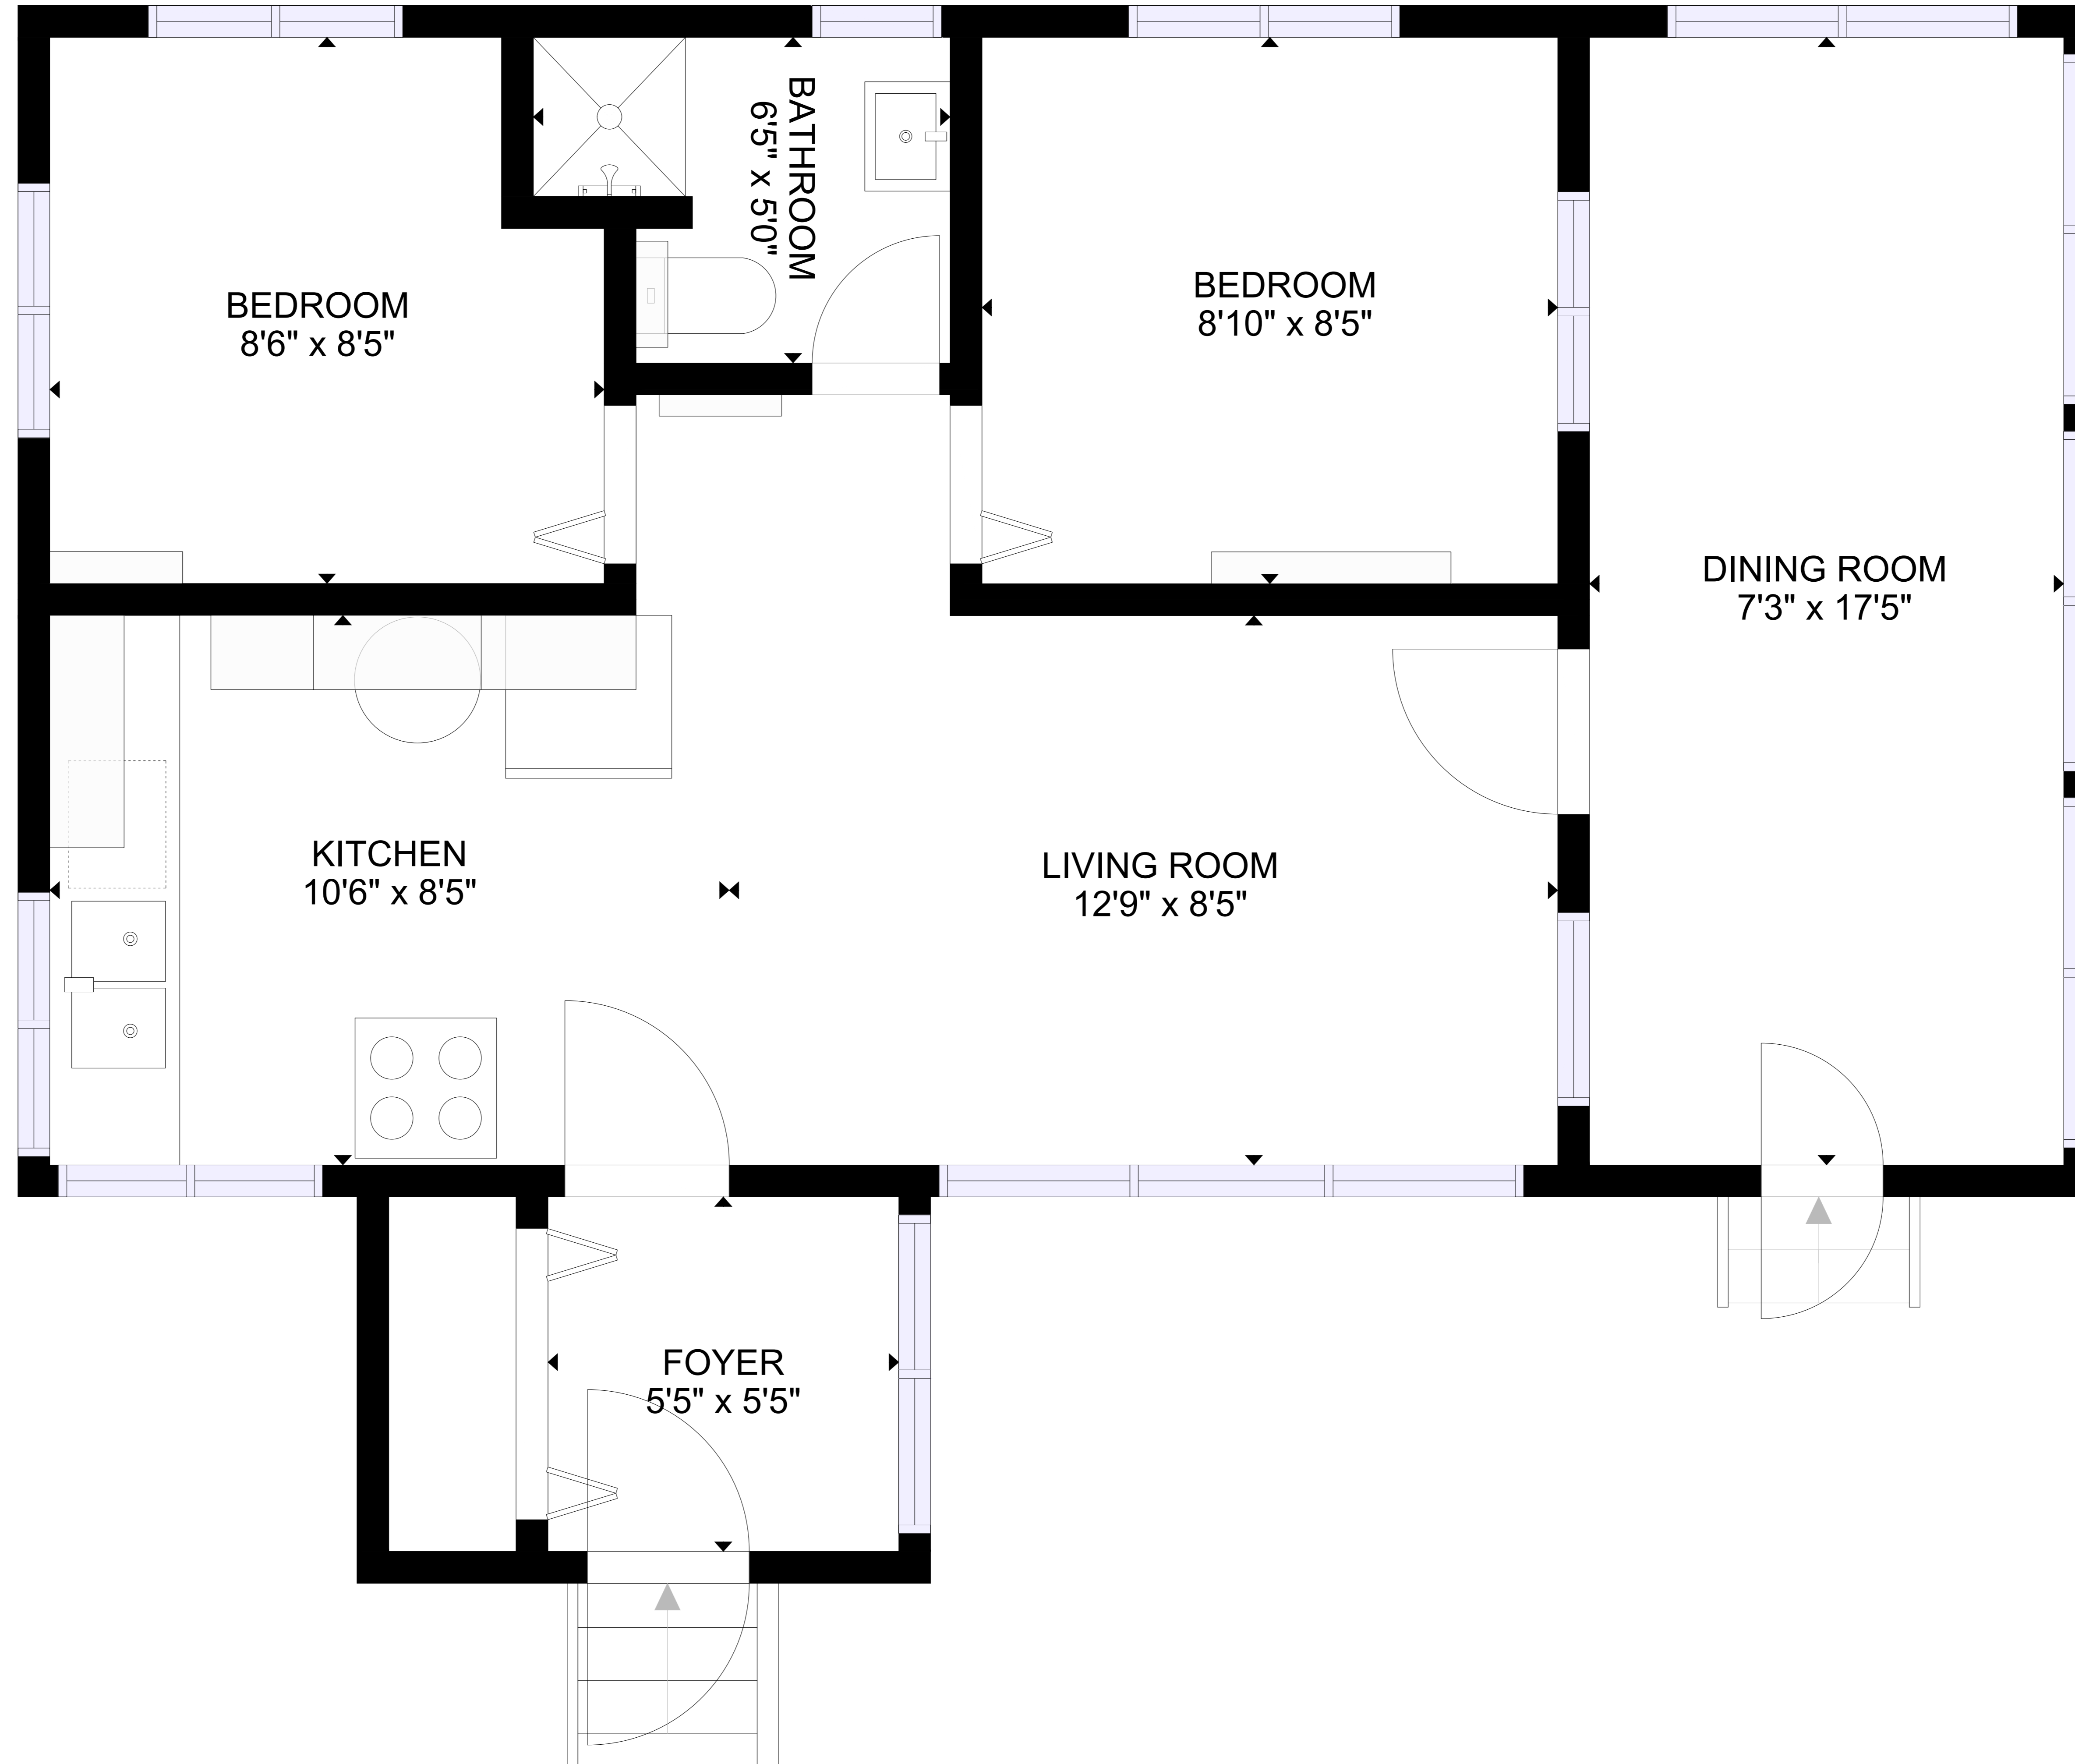 BATHROOM
6'5" x 5'0"
BEDROOM
8'6" x 8'5"
BEDROOM
8'10" x 8'5"
DINING ROOM
7'3" x 17'5"
KITCHEN
10'6" x 8'5"
LIVING ROOM
12'9" x 8'5"
FOYER
5'5" x 5'5"